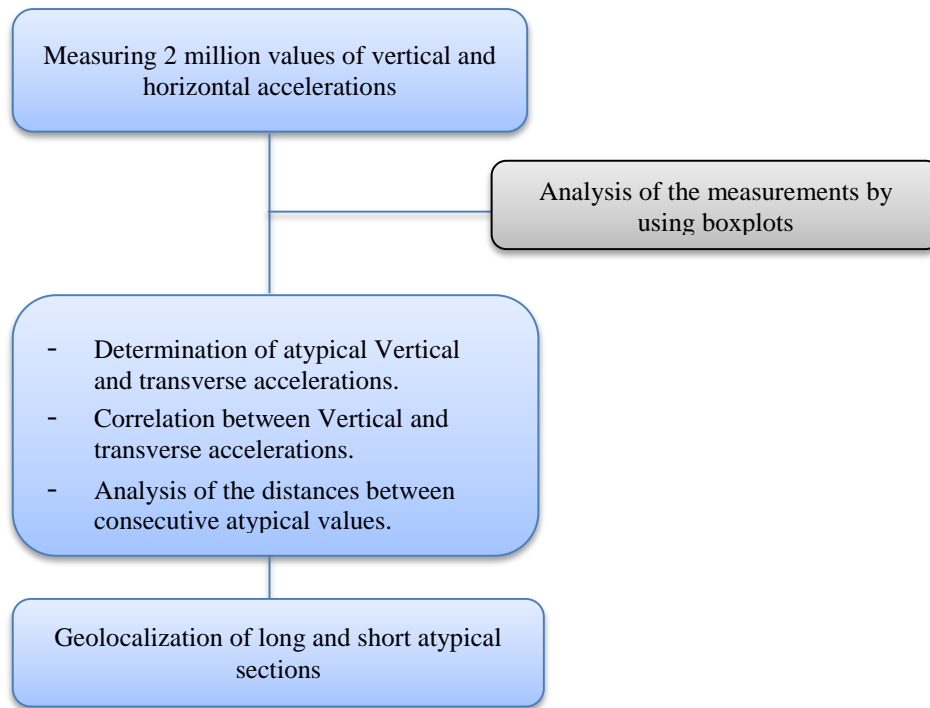 Measuring 2 million values of vertical and
horizontal accelerations
Analysis of the measurements by
using boxplots
- Determination of atypical Vertical
and transverse accelerations.
- Correlation between Vertical and
transverse accelerations.
- Analysis of the distances between
consecutive atypical values.
Geolocalization of long and short atypical
sections